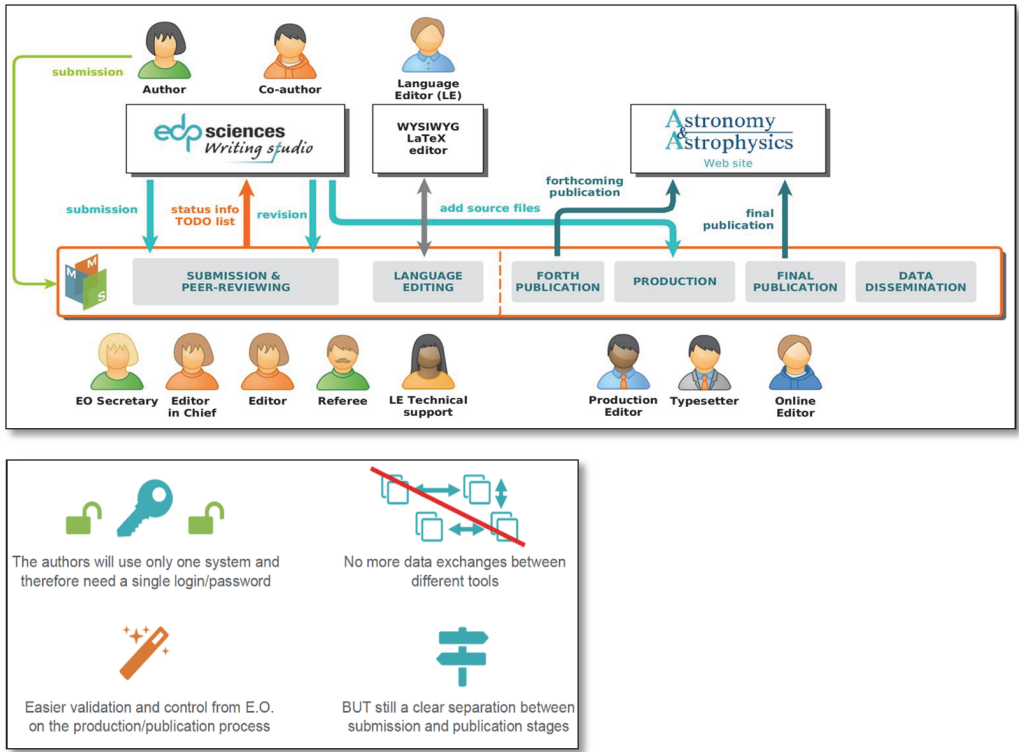 submission
Author
Co-author
Language
Editor (LE)
edp sciences
Writing studio
WYSIWYG
LaTeX
editor
Astronomy
&
Astrophysics
Web site
submission
status info
TODO list
revision
add source files
forthcoming
publication
final
publication
M
M
S
SUBMISSION &
PEER-REVIEWING
LANGUAGE
EDITING
FORTH
PUBLICATION
PRODUCTION
FINAL
PUBLICATION
DATA
DISSEMINATION
EO Secretary
Editor
in Chief
Editor
Referee
LE Technical
support
Production
Editor
Typesetter
Online
Editor
The authors will use only one system and
therefore need a single login/password
No more data exchanges between
different tools
Easier validation and control from E.O.
on the production/publication process
BUT still a clear separation between
submission and publication stages